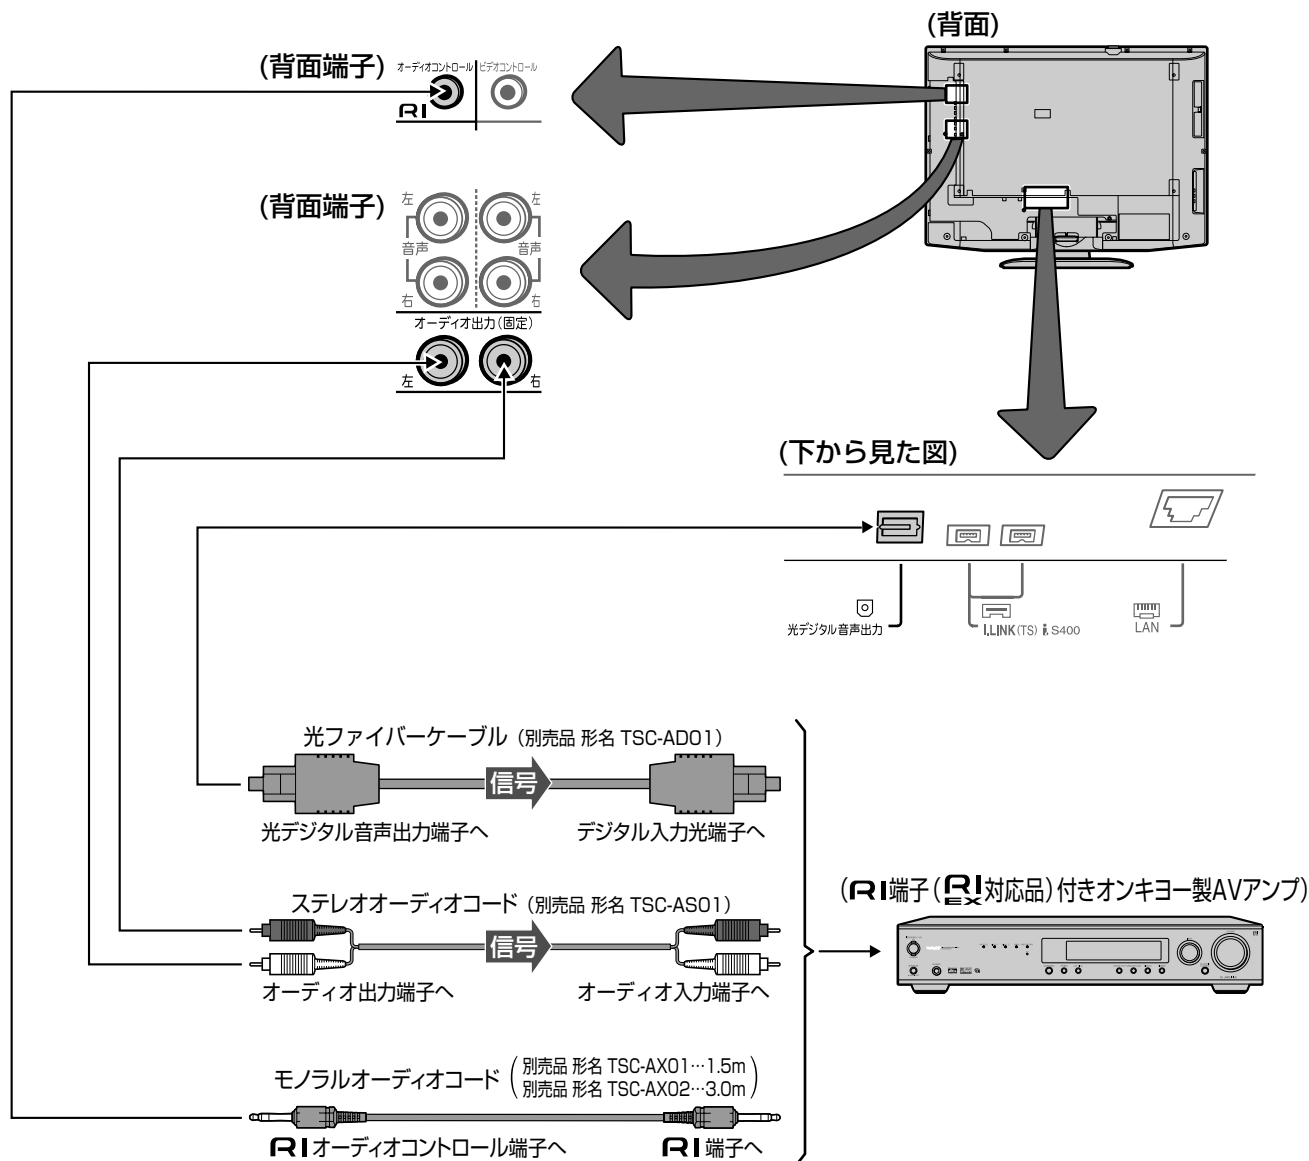 (背面)
(背面端子)
オーディオコントロール
ビデオコントロール
RI
(背面端子)
左
左
音声
音声
右
右
オーディオ出力(固定)
左
右
(下から見た図)
光デジタル音声出力
i.LINK(TS) i S400
LAN
光ファイバーケーブル (別売品 形名 TSC-AD01)
信号
光デジタル音声出力端子へ
デジタル入力光端子へ
(RI端子(RI EX対応品)付きオンキヨー製AVアンプ)
ステレオオーディオコード (別売品 形名 TSC-AS01)
信号
オーディオ出力端子へ
オーディオ入力端子へ
モノラルオーディオコード
(別売品 形名 TSC-AX01…1.5m
別売品 形名 TSC-AX02…3.0m)
RIオーディオコントロール端子へ
RI端子へ